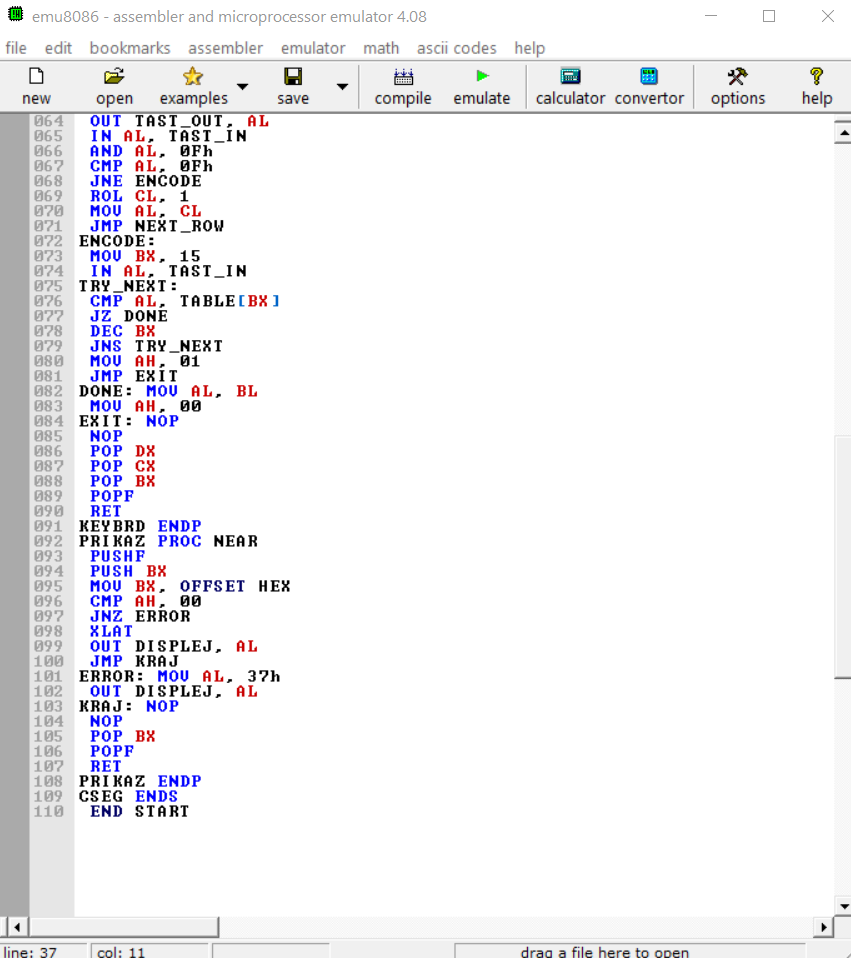 emu8086 - assembler and microprocessor emulator 4.08
file edit bookmarks assembler emulator math ascii codes help
new open examples save compile emulate calculator convertor options help
064 OUT TAST_OUT, AL
065 IN AL, TAST_IN
066 AND AL, 0Fh
067 CMP AL, 0Fh
068 JNE ENCODE
069 ROL CL, 1
070 MOV AL, CL
071 JMP NEXT_ROW
072 ENCODE:
073 MOV BX, 15
074 IN AL, TAST_IN
075 TRY_NEXT:
076 CMP AL, TABLE[BX]
077 JZ DONE
078 DEC BX
079 JNS TRY_NEXT
080 MOV AH, 01
081 JMP EXIT
082 DONE: MOV AL, BL
083 MOV AH, 00
084 EXIT: NOP
085 NOP
086 POP DX
087 POP CX
088 POP BX
089 POPF
090 RET
091 KEYBRD ENDP
092 PRIKAZ PROC NEAR
093 PUSHF
094 PUSH BX
095 MOV BX, OFFSET HEX
096 CMP AH, 00
097 JNZ ERROR
098 XLAT
099 OUT DISPLEJ, AL
100 JMP KRAJ
101 ERROR: MOV AL, 37h
102 OUT DISPLEJ, AL
103 KRAJ: NOP
104 NOP
105 POP BX
106 POPF
107 RET
108 PRIKAZ ENDP
109 CSEG ENDS
110 END START
line: 37 col: 11 drag a file here to open